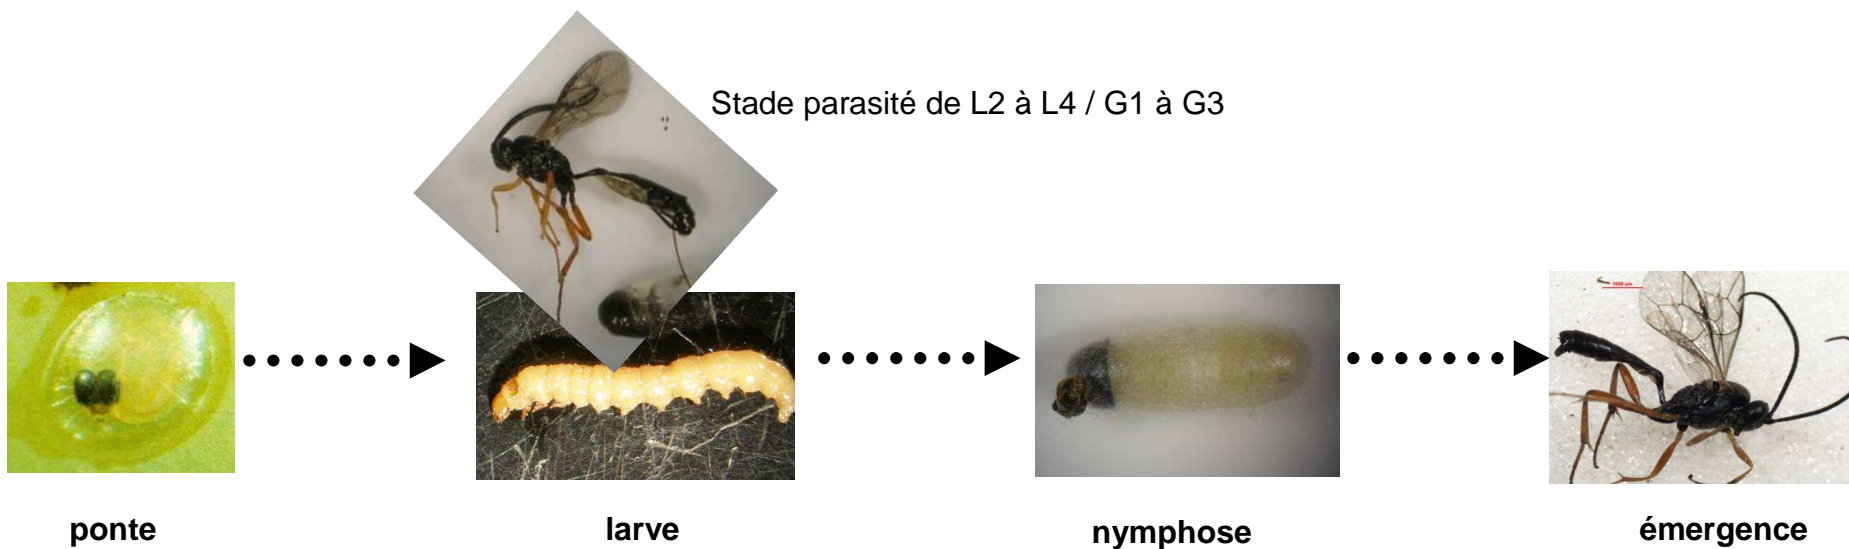 Stade parasité de L2 à L4 / G1 à G3
ponte
larve
nymphose
émergence